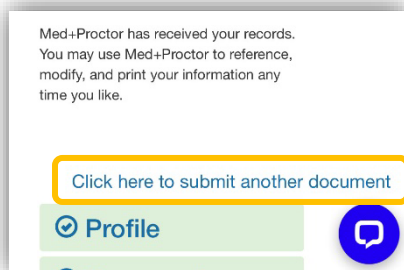 Med+Proctor has received your records.
You may use Med+Proctor to reference,
modify, and print your information any
time you like.
Click here to submit another document
Profile